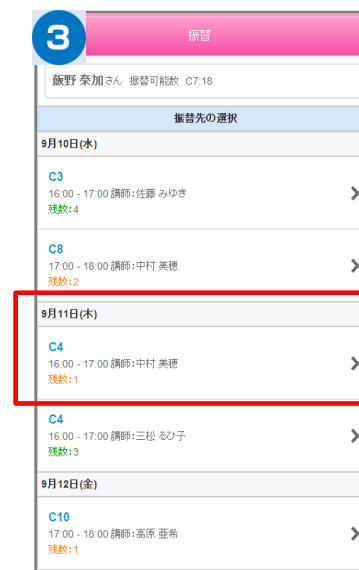 3
振替
飯野 奈加さん 振替可能数 C7:18
振替先の選択
9月10日(水)
C3
16:00 - 17:00 講師:佐藤 みゆき
残数:4
C8
17:00 - 18:00 講師:中村 美穂
残数:2
9月11日(木)
C4
16:00 - 17:00 講師:中村 美穂
残数:1
C4
16:00 - 17:00 講師:三松 るひ子
残数:3
9月12日(金)
C10
17:00 - 18:00 講師:高原 亜希
残数:1